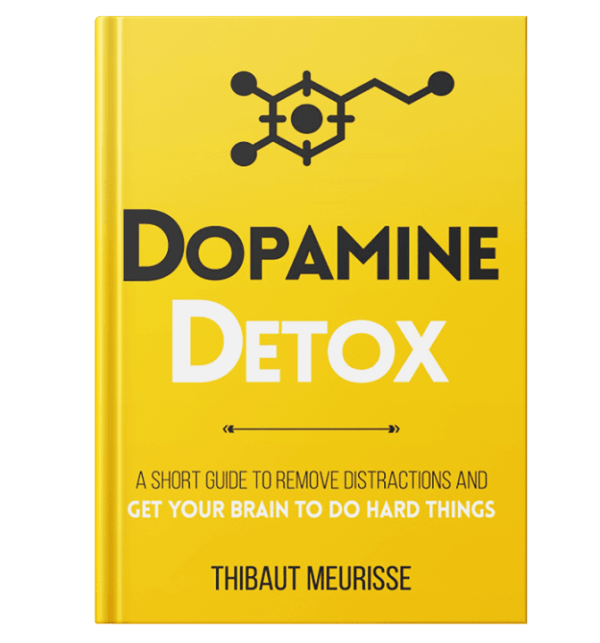 DOPAMINE
DETOX
A SHORT GUIDE TO REMOVE DISTRACTIONS AND
GET YOUR BRAIN TO DO HARD THINGS
THIBAUT MEURISSE